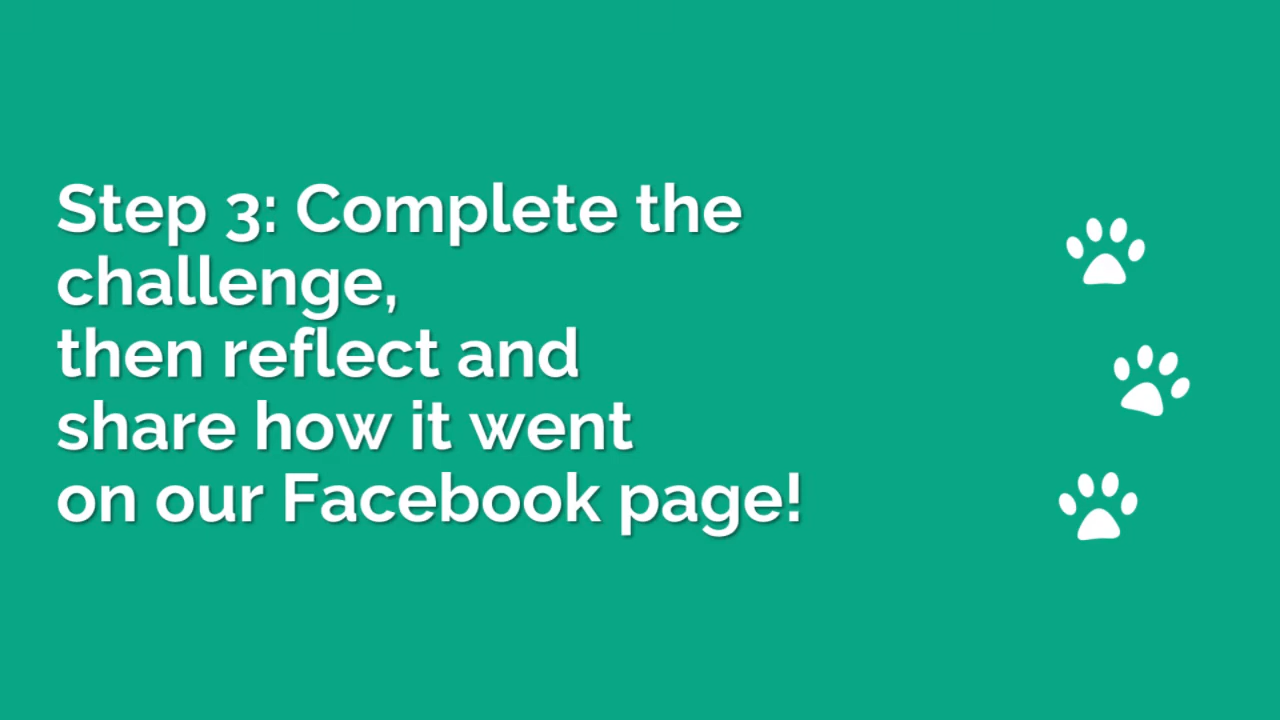 Step 3: Complete the
challenge,
then reflect and
share how it went
on our Facebook page!